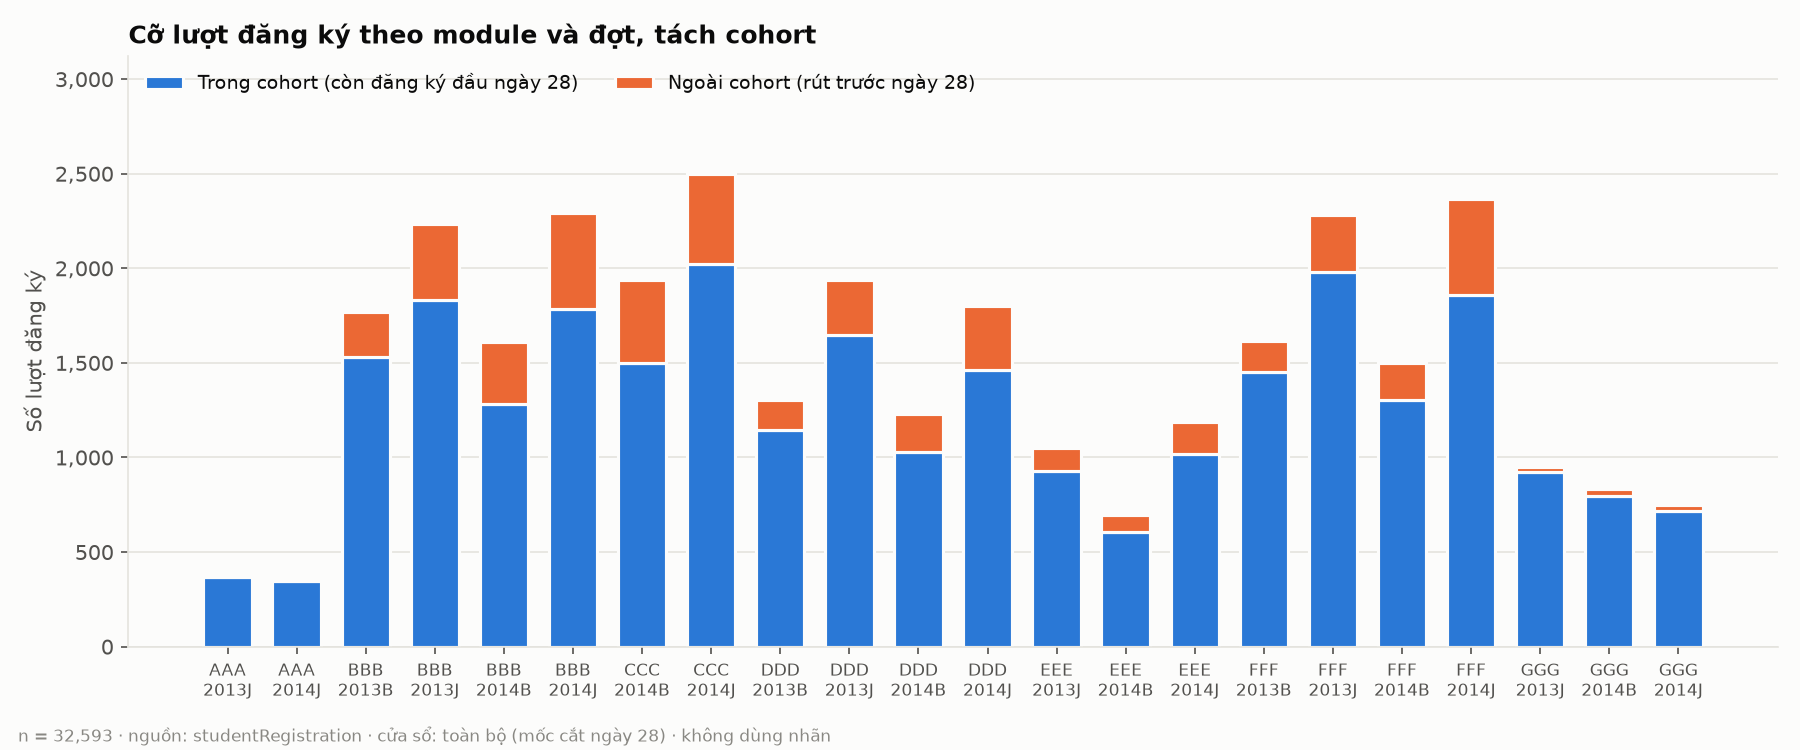 Cỡ lượt đăng ký theo module và đợt, tách cohort
Trong cohort (còn đăng ký đầu ngày 28)
Ngoài cohort (rút trước ngày 28)
Số lượt đăng ký
3,000
2,500
2,000
1,500
1,000
500
0
AAA 2013J
AAA 2014J
BBB 2013B
BBB 2013J
BBB 2014B
BBB 2014J
CCC 2014B
CCC 2014J
DDD 2013B
DDD 2013J
DDD 2014B
DDD 2014J
EEE 2013J
EEE 2014B
EEE 2014J
FFF 2013B
FFF 2013J
FFF 2014B
FFF 2014J
GGG 2013J
GGG 2014B
GGG 2014J
n = 32,593 · nguồn: studentRegistration · cửa sổ: toàn bộ (mốc cắt ngày 28) · không dùng nhãn